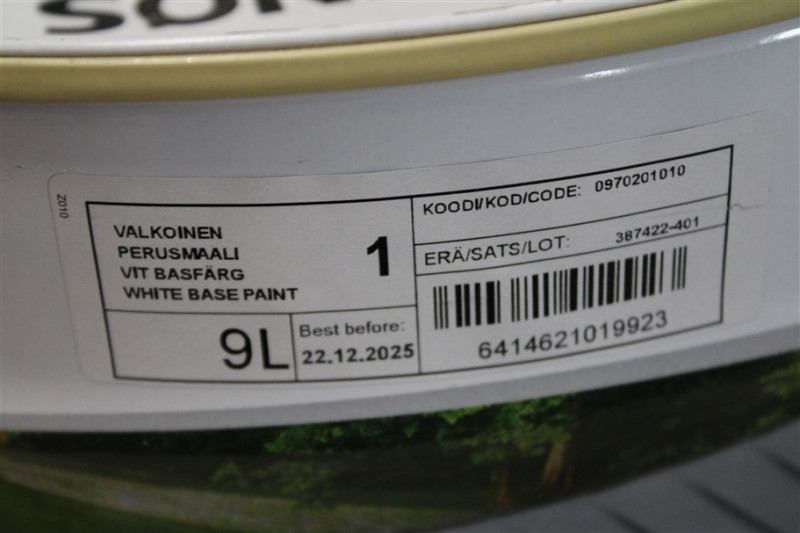 Z010
VALKOINEN
PERUSMAALI
VIT BASFÄRG
WHITE BASE PAINT
1
9L
Best before:
22.12.2025
KOODI/KOD/CODE: 0970201010
ERÄ/SATS/LOT: 387422-401
6414621019923